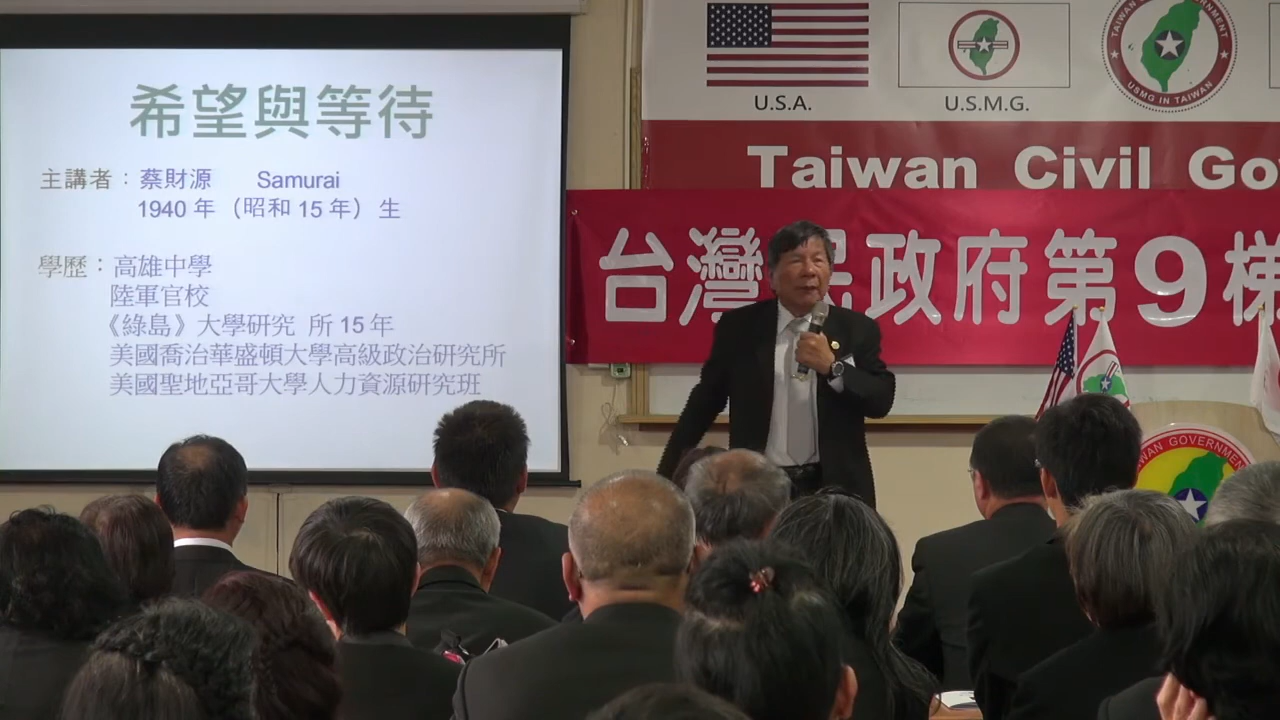 希望與等待
主講者：蔡財源 Samurai
1940 年（昭和 15 年）生
學歷：高雄中學
陸軍官校
《綠島》大學研究 所 15 年
美國喬治華盛頓大學高級政治研究所
美國聖地亞哥大學人力資源研究班
U.S.A.
U.S.M.G.
USMG IN TAIWAN
Taiwan Civil Go
台灣民政府第9梯
WAN GOVERNMENT